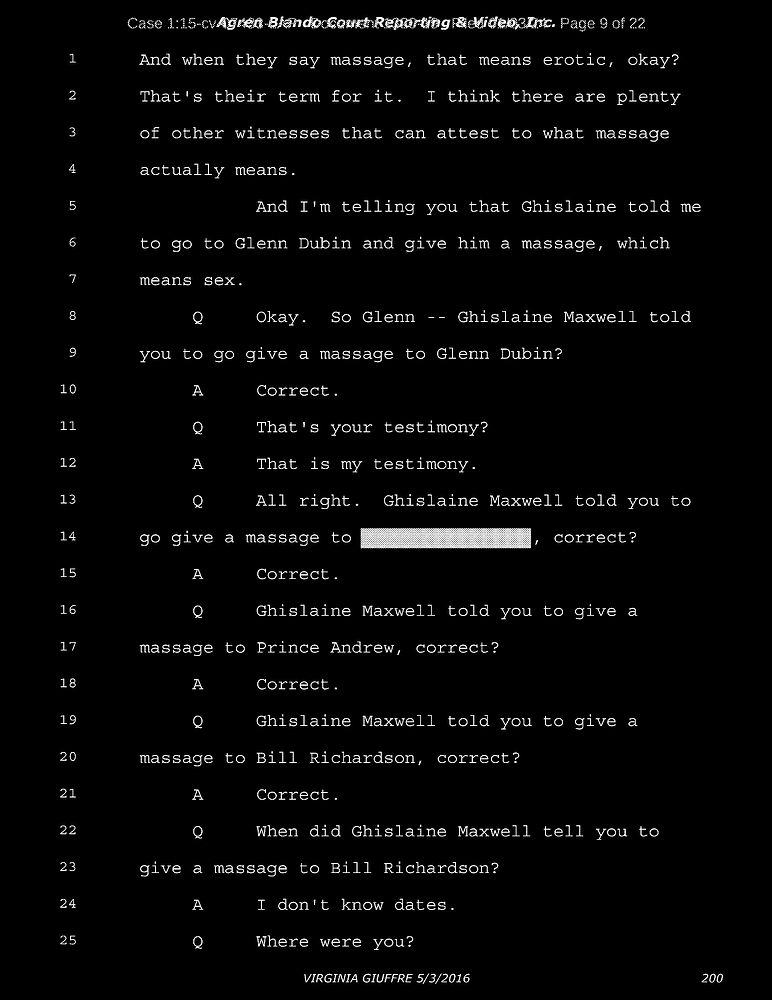 Case 1:15-cv- Page 9 of 22
Agren Blando Court Reporting & Video, Inc.
1 And when they say massage, that means erotic, okay?
2 That's their term for it. I think there are plenty
3 of other witnesses that can attest to what massage
4 actually means.
5 And I'm telling you that Ghislaine told me
6 to go to Glenn Dubin and give him a massage, which
7 means sex.
8 Q Okay. So Glenn -- Ghislaine Maxwell told
9 you to go give a massage to Glenn Dubin?
10 A Correct.
11 Q That's your testimony?
12 A That is my testimony.
13 Q All right. Ghislaine Maxwell told you to
14 go give a massage to , correct?
15 A Correct.
16 Q Ghislaine Maxwell told you to give a
17 massage to Prince Andrew, correct?
18 A Correct.
19 Q Ghislaine Maxwell told you to give a
20 massage to Bill Richardson, correct?
21 A Correct.
22 Q When did Ghislaine Maxwell tell you to
23 give a massage to Bill Richardson?
24 A I don't know dates.
25 Q Where were you?
VIRGINIA GIUFFRE 5/3/2016 200